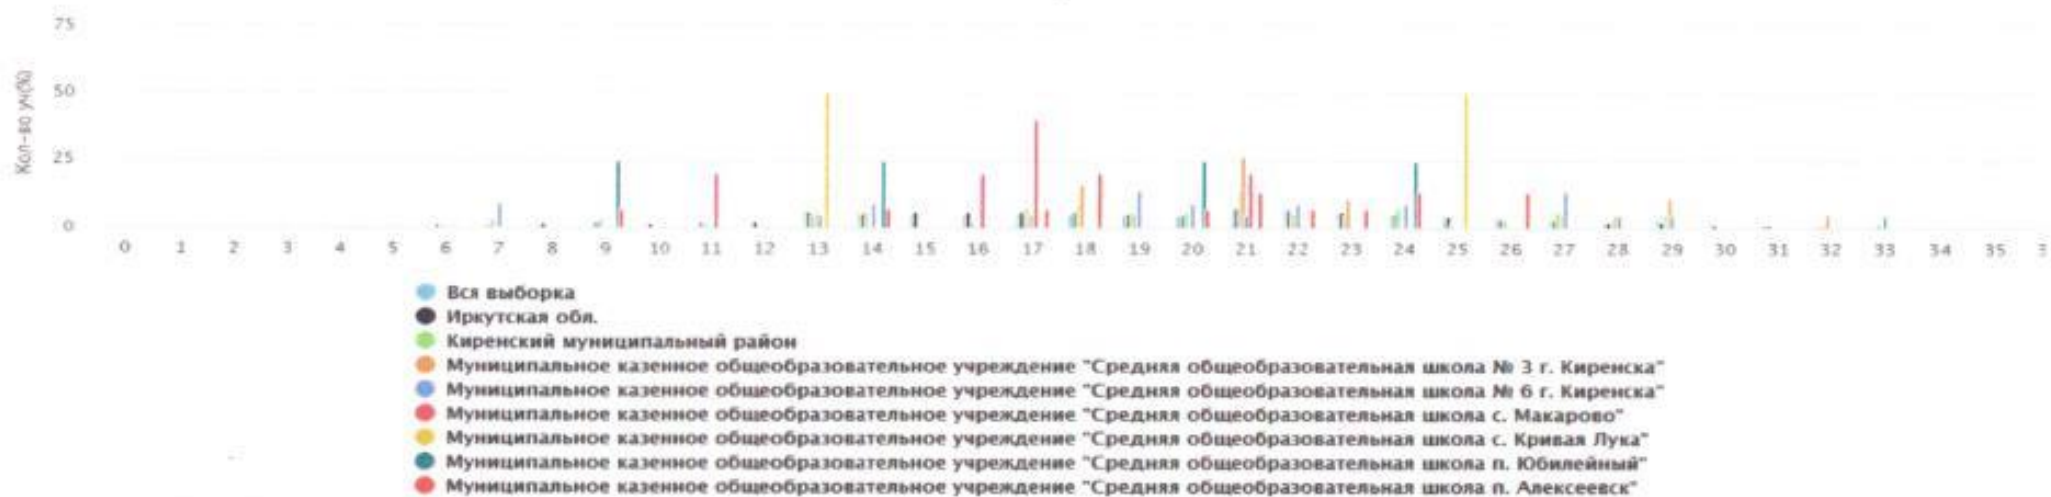 75
50
25
0
Кол-во уч(%)
0 1 2 3 4 5 6 7 8 9 10 11 12 13 14 15 16 17 18 19 20 21 22 23 24 25 26 27 28 29 30 31 32 33 34 35 3
Вся выборка
Иркутская обл.
Киренский муниципальный район
Муниципальное казенное общеобразовательное учреждение "Средняя общеобразовательная школа № 3 г. Киренска"
Муниципальное казенное общеобразовательное учреждение "Средняя общеобразовательная школа № 6 г. Киренска"
Муниципальное казенное общеобразовательное учреждение "Средняя общеобразовательная школа с. Макарово"
Муниципальное казенное общеобразовательное учреждение "Средняя общеобразовательная школа с. Кривая Лука"
Муниципальное казенное общеобразовательное учреждение "Средняя общеобразовательная школа п. Юбилейный"
Муниципальное казенное общеобразовательное учреждение "Средняя общеобразовательная школа п. Алексеевск"